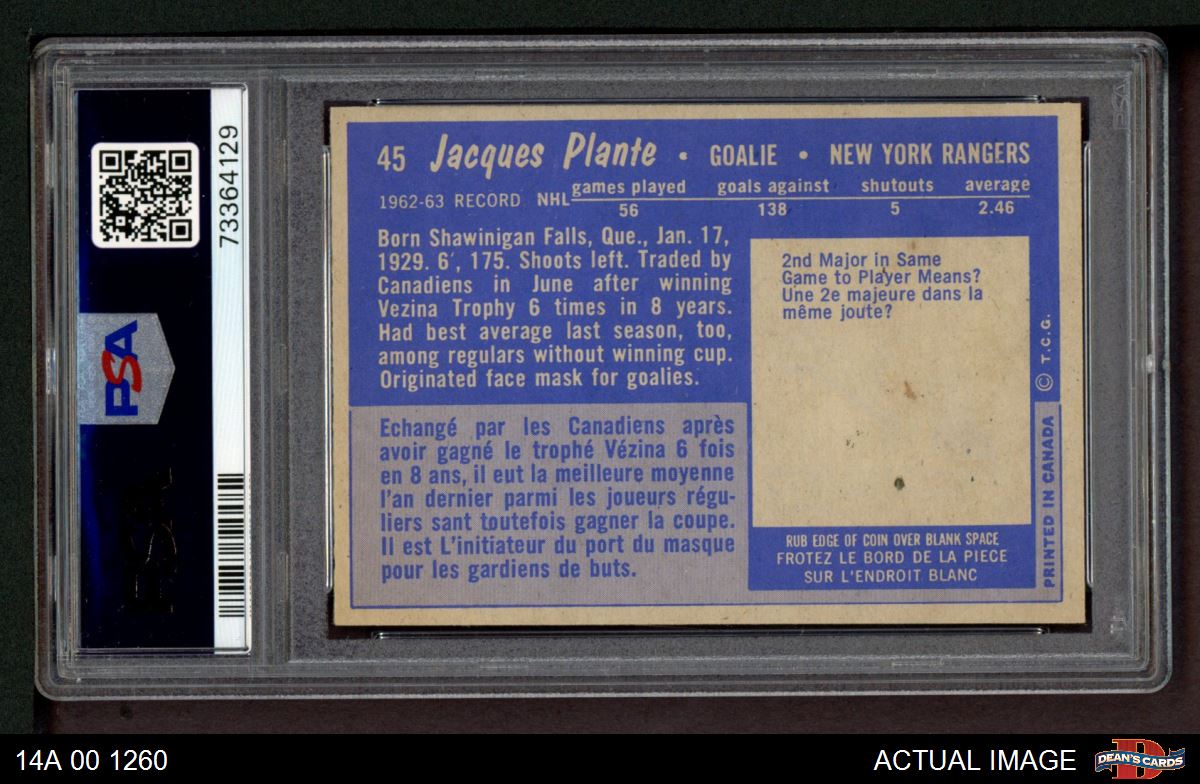 73364129
PSA
45 Jacques Plante • GOALIE • NEW YORK RANGERS
games played goals against shutouts average
1962-63 RECORD NHL 56 138 5 2.46
Born Shawinigan Falls, Que., Jan. 17,
1929. 6′, 175. Shoots left. Traded by
Canadiens in June after winning
Vezina Trophy 6 times in 8 years.
Had best average last season, too,
among regulars without winning cup.
Originated face mask for goalies.
Echangé par les Canadiens après
avoir gagné le trophé Vézina 6 fois
en 8 ans, il eut la meilleure moyenne
l'an dernier parmi les joueurs régu-
liers sant toutefois gagner la coupe.
Il est L'initiateur du port du masque
pour les gardiens de buts.
2nd Major in Same
Game to Player Means?
Une 2e majeure dans la
même joute?
RUB EDGE OF COIN OVER BLANK SPACE
FROTEZ LE BORD DE LA PIECE
SUR L'ENDROIT BLANC
PRINTED IN CANADA © T.C.G.
PSA
PSA
14A 00 1260
ACTUAL IMAGE
DEAN'S CARDS